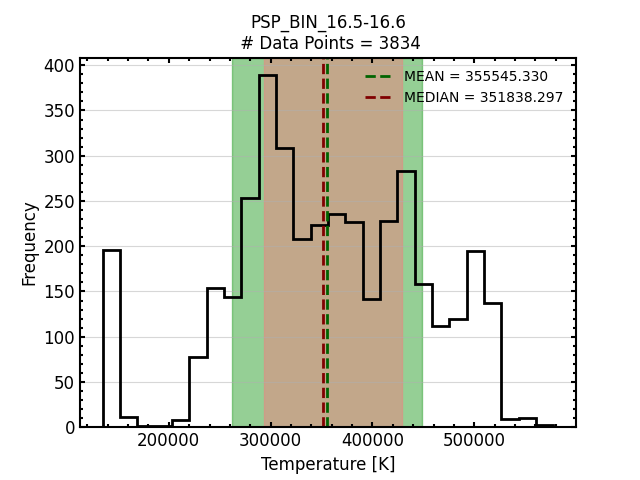 PSP_BIN_16.5-16.6
# Data Points = 3834
MEAN = 355545.330
MEDIAN = 351838.297
Frequency
400
350
300
250
200
150
100
50
0
200000 300000 400000 500000
Temperature [K]